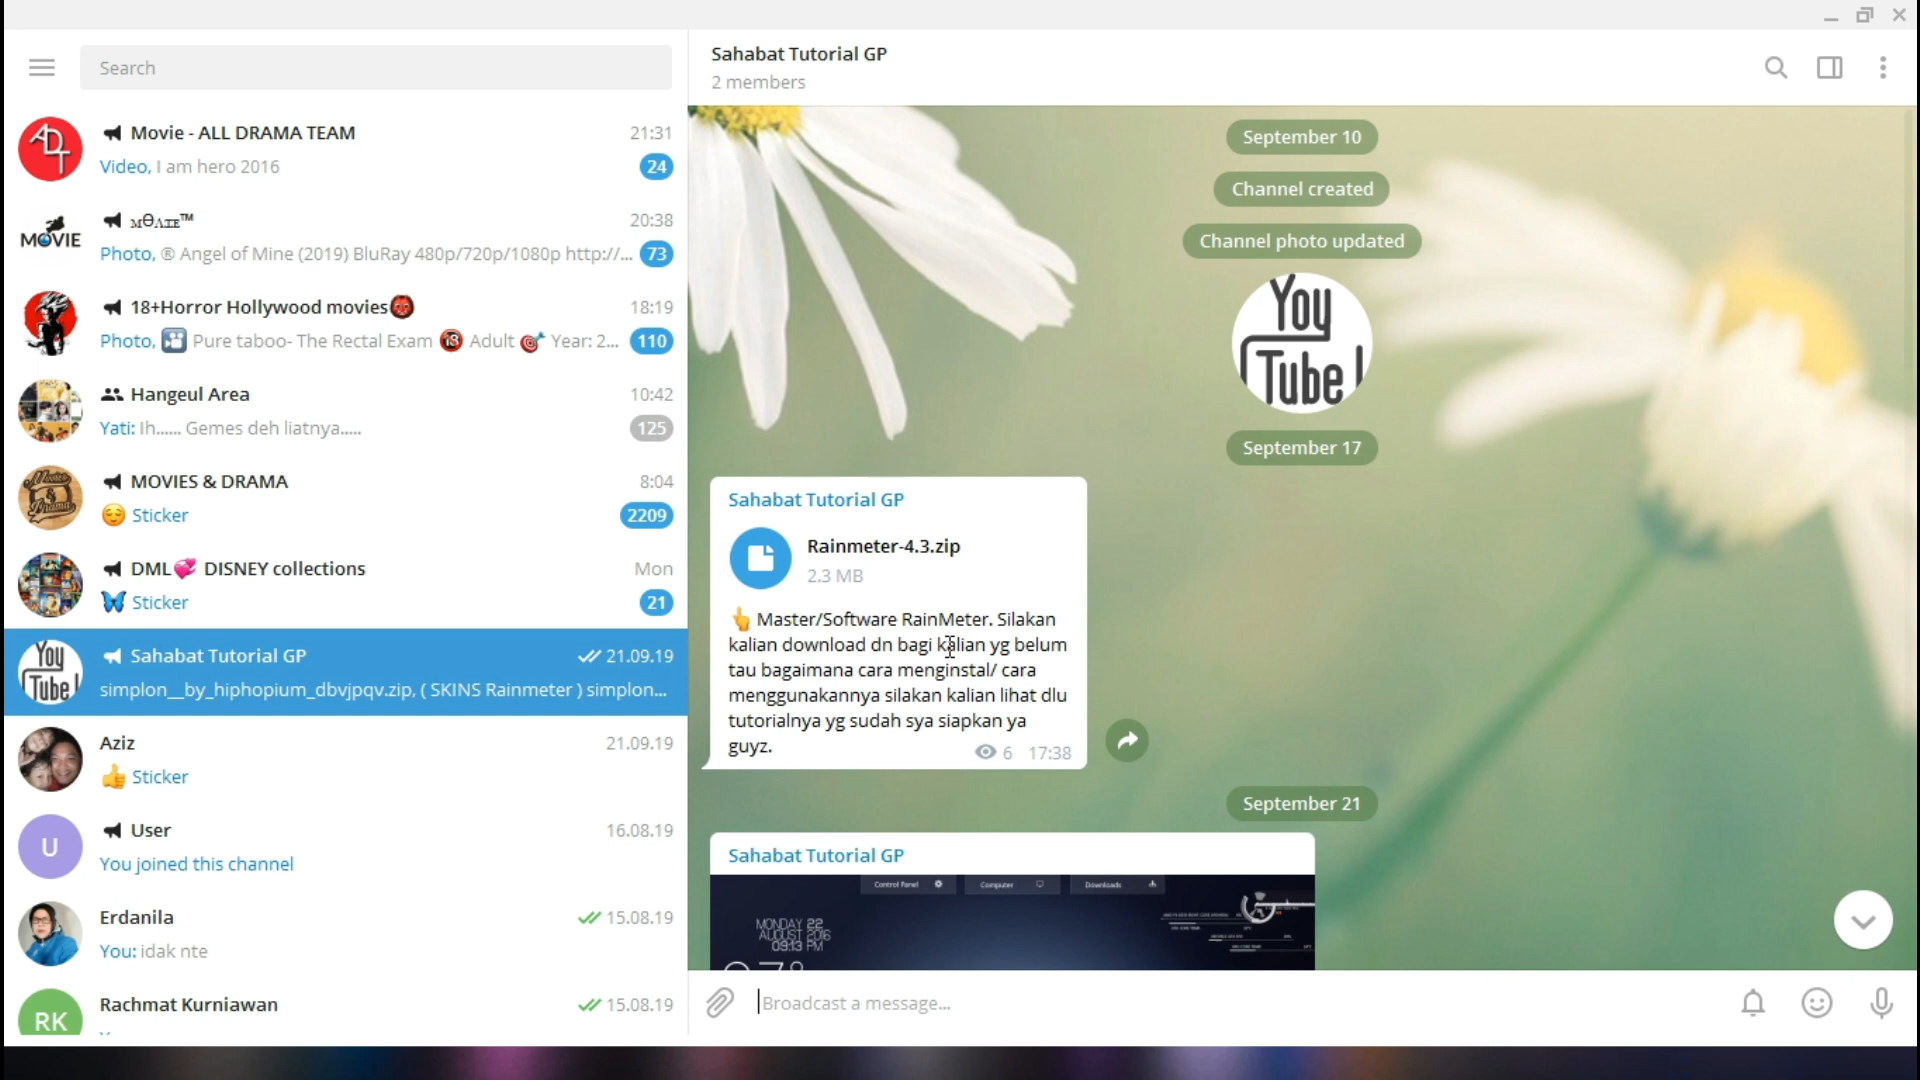 Search
Movie - ALL DRAMA TEAM 21:31
Video, I am hero 2016 24
MOVIE
20:38
Photo, ® Angel of Mine (2019) BluRay 480p/720p/1080p http://... 73
18+Horror Hollywood movies👹 18:19
Photo, 🎦 Pure taboo- The Rectal Exam 🔞 Adult 🎯 Year: 2... 110
Hangeul Area 10:42
Yati: Ih...... Gemes deh liatnya..... 125
MOVIES & DRAMA 8:04
😌 Sticker 2209
DML💞 DISNEY collections Mon
🦋 Sticker 21
You Tube
Sahabat Tutorial GP 21.09.19
simplon__by_hiphopium_dbvjpqv.zip, ( SKINS Rainmeter ) simplon...
Aziz 21.09.19
👍 Sticker
U
User 16.08.19
You joined this channel
Erdanila 15.08.19
You: idak nte
RK
Rachmat Kurniawan 15.08.19
Sahabat Tutorial GP
2 members
September 10
Channel created
Channel photo updated
You
Tube
September 17
Sahabat Tutorial GP
Rainmeter-4.3.zip
2.3 MB
👆 Master/Software RainMeter. Silakan
kalian download dn bagi kalian yg belum
tau bagaimana cara menginstal/ cara
menggunakannya silakan kalian lihat dlu
tutorialnya yg sudah sya siapkan ya
guyz. 6 17:38
September 21
Sahabat Tutorial GP
Control Panel Computer Downloads
MONDAY 22
AUGUST 2016
09:13 PM
Broadcast a message...